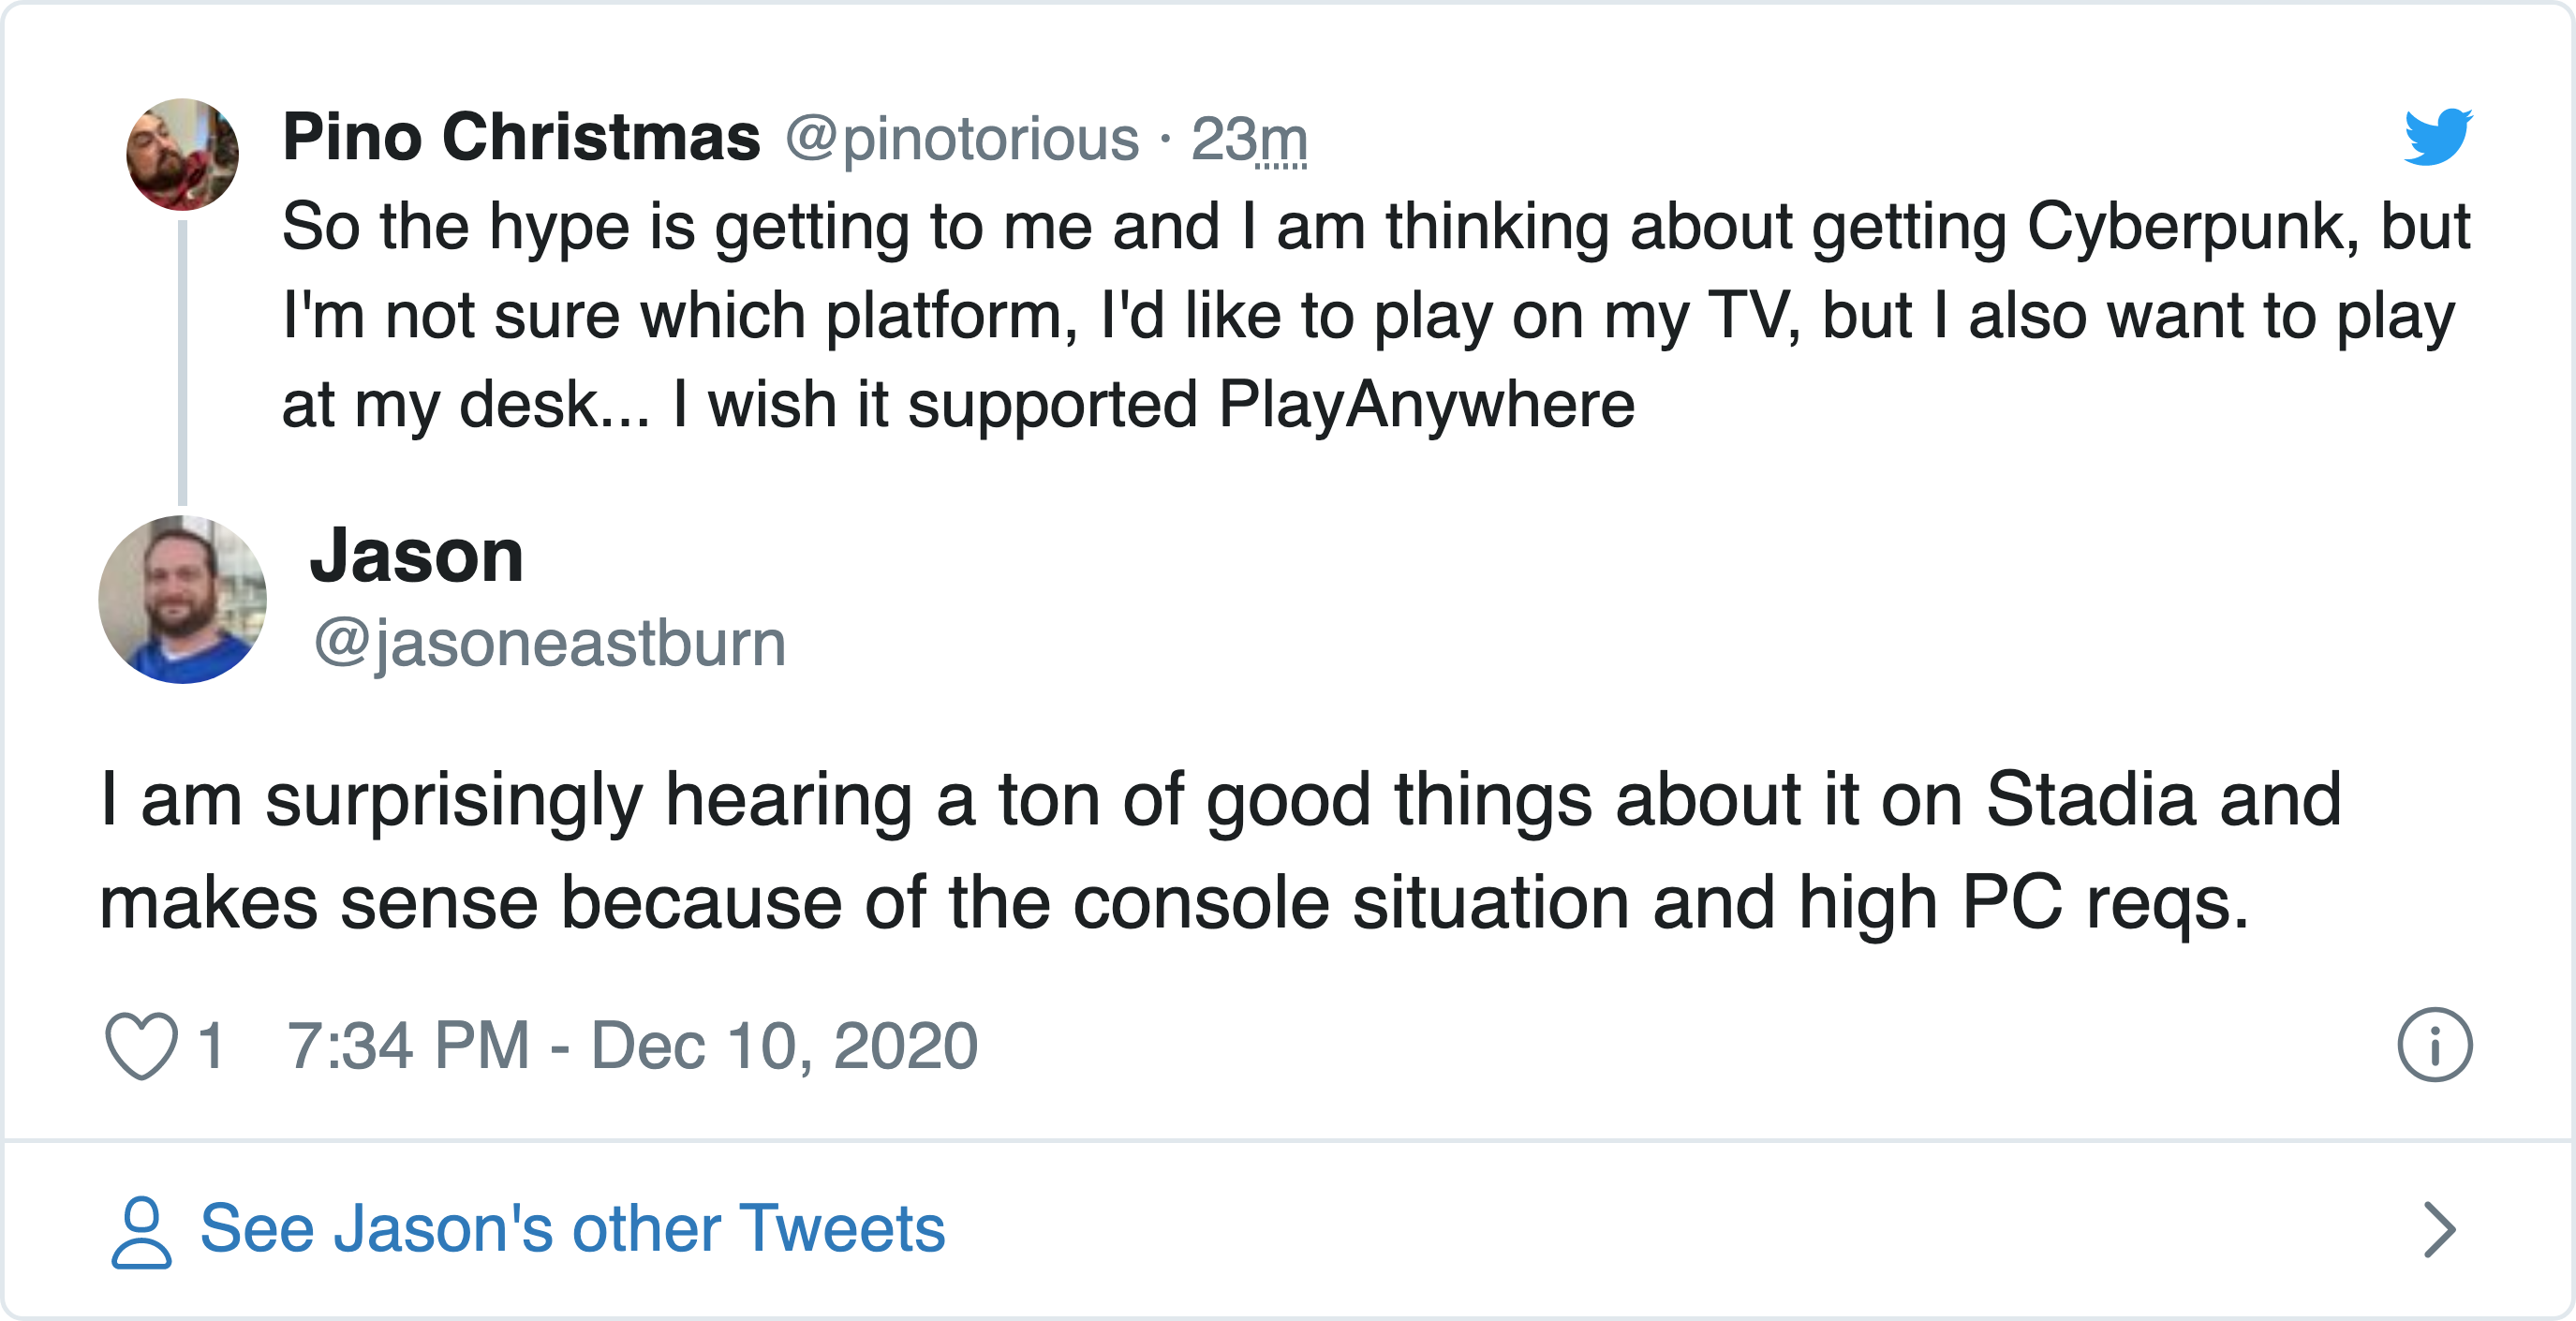 Pino Christmas @pinotorious · 23m
So the hype is getting to me and I am thinking about getting Cyberpunk, but
I'm not sure which platform, I'd like to play on my TV, but I also want to play
at my desk... I wish it supported PlayAnywhere
Jason
@jasoneastburn
I am surprisingly hearing a ton of good things about it on Stadia and
makes sense because of the console situation and high PC reqs.
1 7:34 PM - Dec 10, 2020
See Jason's other Tweets